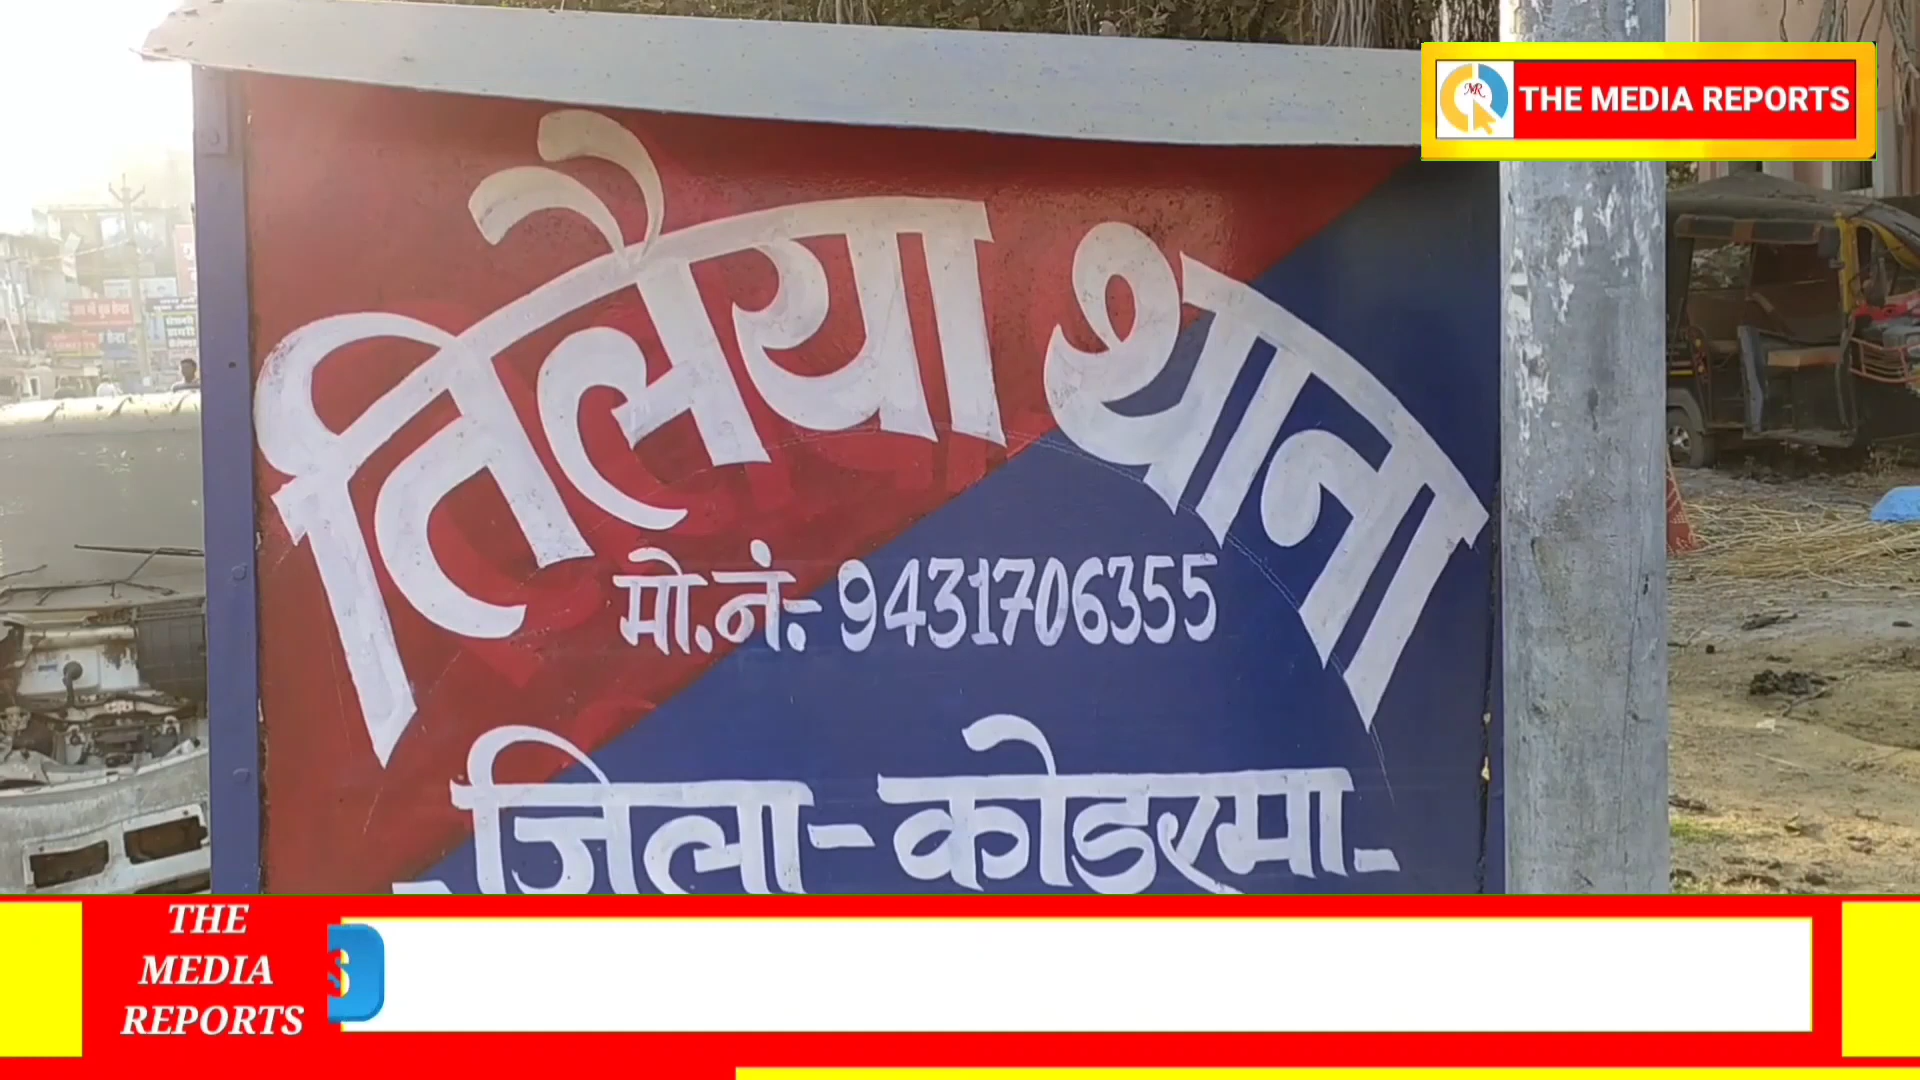 THE MEDIA REPORTS
तिलैया थाना
मो.नं.- 9431706355
जिला-कोडरमा-
THE
MEDIA
REPORTS